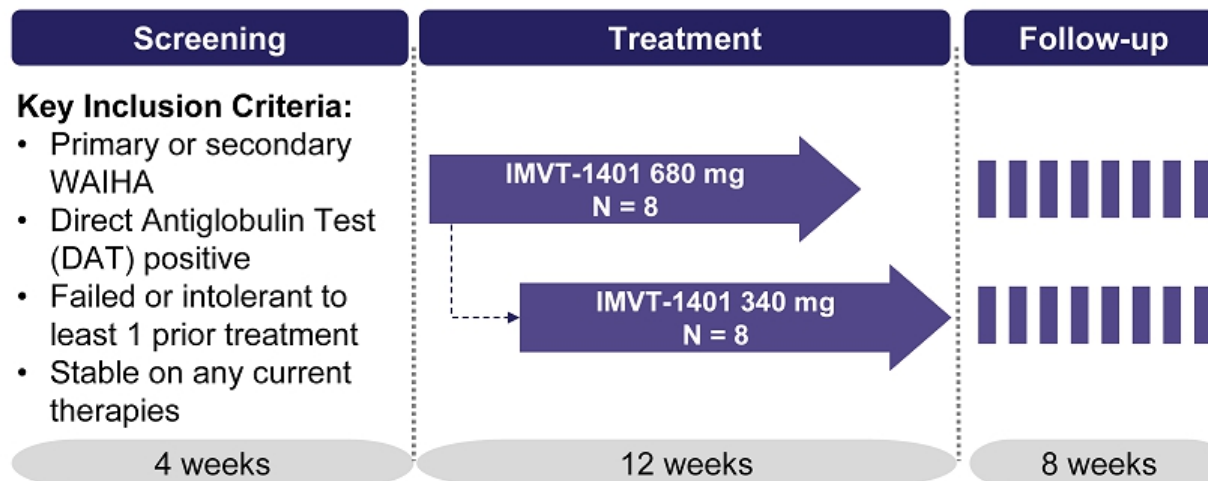 Screening
Treatment
Follow-up
Key Inclusion Criteria:
• Primary or secondary
WAIHA
• Direct Antiglobulin Test
(DAT) positive
• Failed or intolerant to
least 1 prior treatment
• Stable on any current
therapies
IMVT-1401 680 mg
N = 8
IMVT-1401 340 mg
N = 8
4 weeks
12 weeks
8 weeks